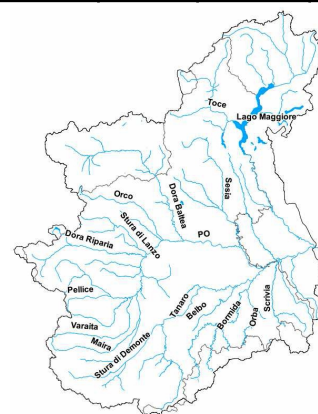 Toce
Lago Maggiore
Orco
Dora Baltea
Sesia
Stura di Lanzo
PO
Dora Riparia
Pellice
Tanaro
Belbo
Bormida
Orba
Scrivia
Varaita
Maira
Stura di Demonte